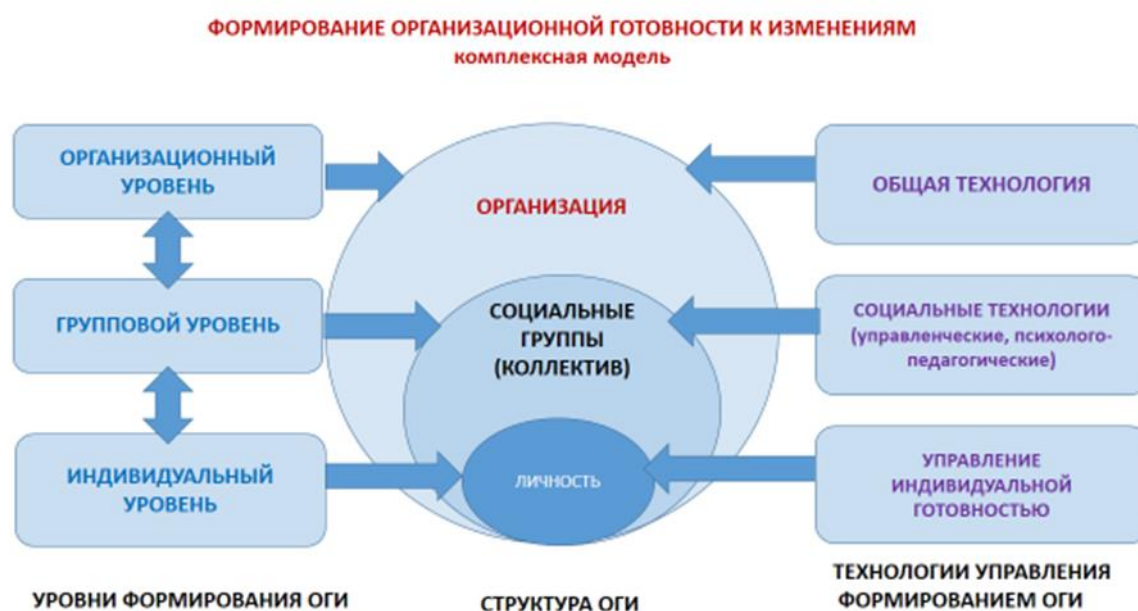 ФОРМИРОВАНИЕ ОРГАНИЗАЦИОННОЙ ГОТОВНОСТИ К ИЗМЕНЕНИЯМ
комплексная модель
ОРГАНИЗАЦИОННЫЙ
УРОВЕНЬ
ГРУППОВОЙ УРОВЕНЬ
ИНДИВИДУАЛЬНЫЙ
УРОВЕНЬ
УРОВНИ ФОРМИРОВАНИЯ ОГИ
ОРГАНИЗАЦИЯ
СОЦИАЛЬНЫЕ
ГРУППЫ
(КОЛЛЕКТИВ)
ЛИЧНОСТЬ
СТРУКТУРА ОГИ
ОБЩАЯ ТЕХНОЛОГИЯ
СОЦИАЛЬНЫЕ ТЕХНОЛОГИИ
(управленческие, психолого-
педагогические)
УПРАВЛЕНИЕ
ИНДИВИДУАЛЬНОЙ
ГОТОВНОСТЬЮ
ТЕХНОЛОГИИ УПРАВЛЕНИЯ
ФОРМИРОВАНИЕМ ОГИ